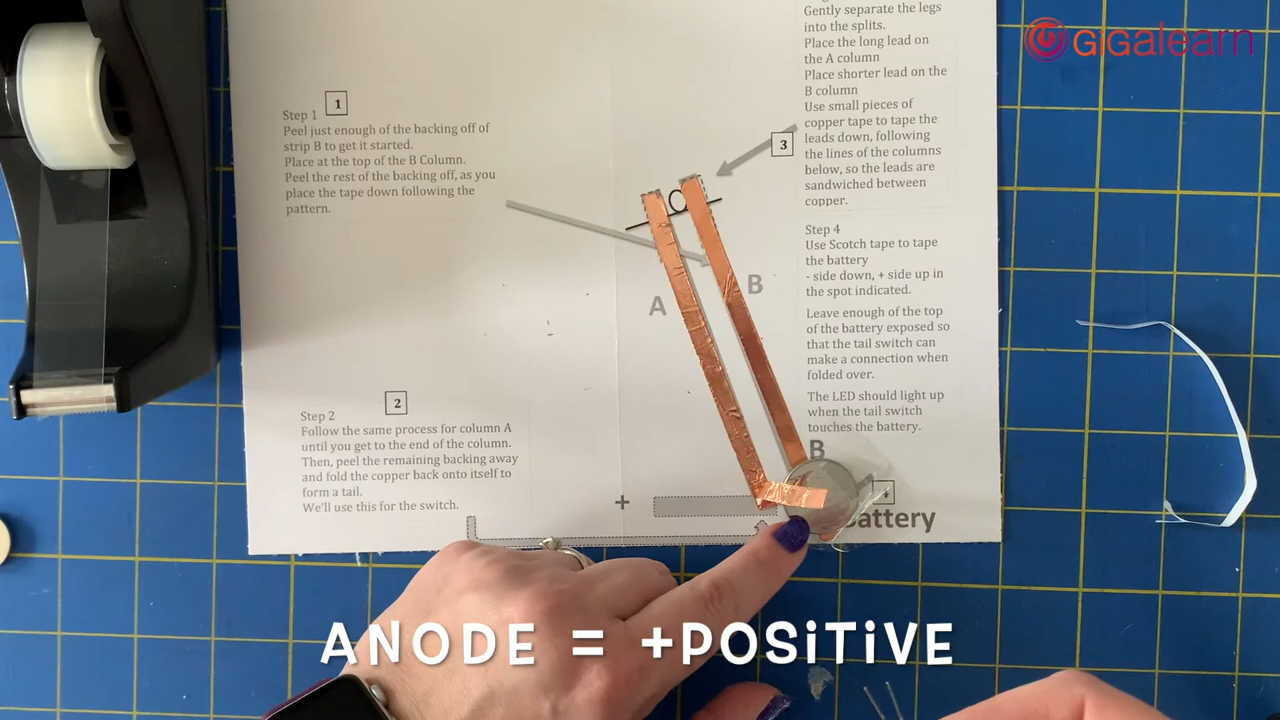 GiGalearn
1
Step 1
Peel just enough of the backing off of
strip B to get it started.
Place at the top of the B Column.
Peel the rest of the backing off, as you
place the tape down following the
pattern.
2
Step 2
Follow the same process for column A
until you get to the end of the column.
Then, peel the remaining backing away
and fold the copper back onto itself to
form a tail.
We'll use this for the switch.
A
B
B
+
Battery
3
Gently separate the legs
into the splits.
Place the long lead on
the A column
Place shorter lead on the
B column
Use small pieces of
copper tape to tape the
leads down, following
the lines of the columns
below, so the leads are
sandwiched between
copper.
Step 4
Use Scotch tape to tape
the battery
- side down, + side up in
the spot indicated.
Leave enough of the top
of the battery exposed so
that the tail switch can
make a connection when
folded over.
The LED should light up
when the tail switch
touches the battery.
4
ANODE = +POSiTiVE